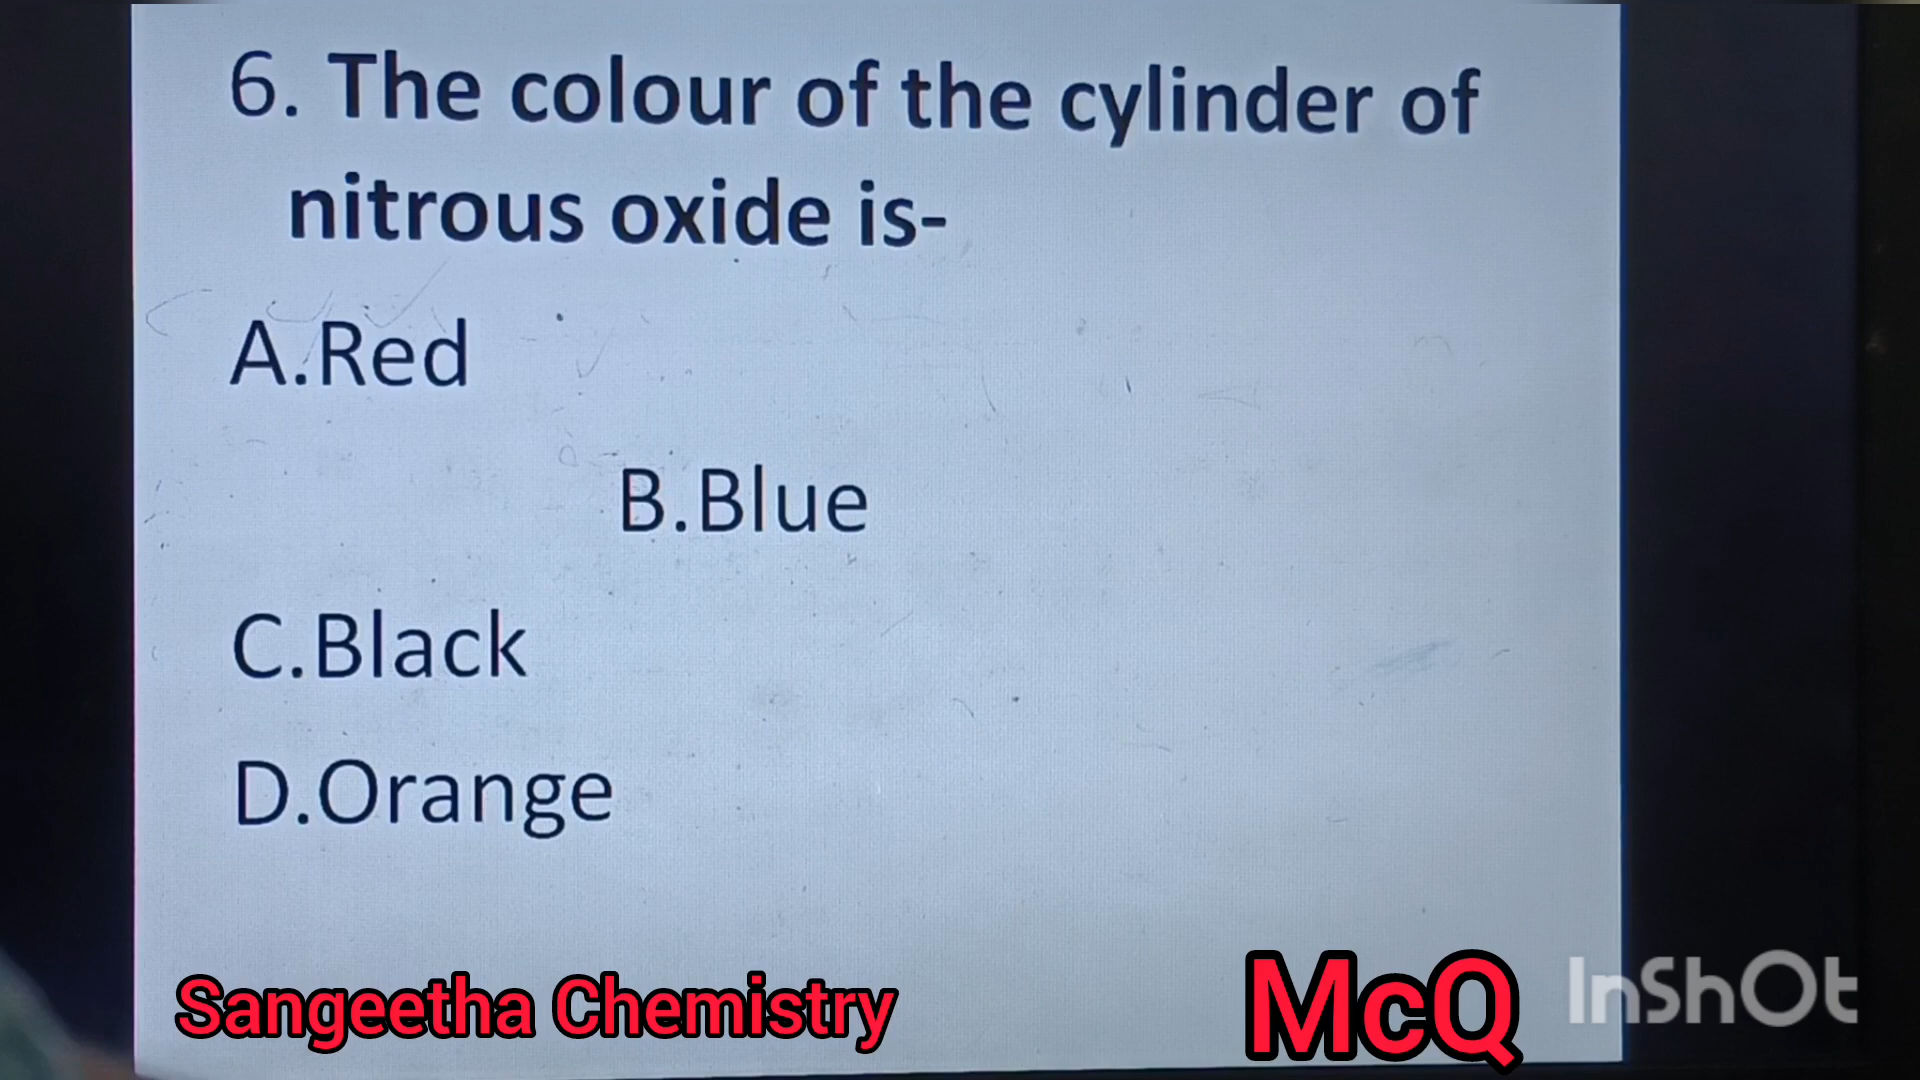 6. The colour of the cylinder of
nitrous oxide is-
A.Red
B.Blue
C.Black
D.Orange
Sangeetha Chemistry
McQ
InShOt